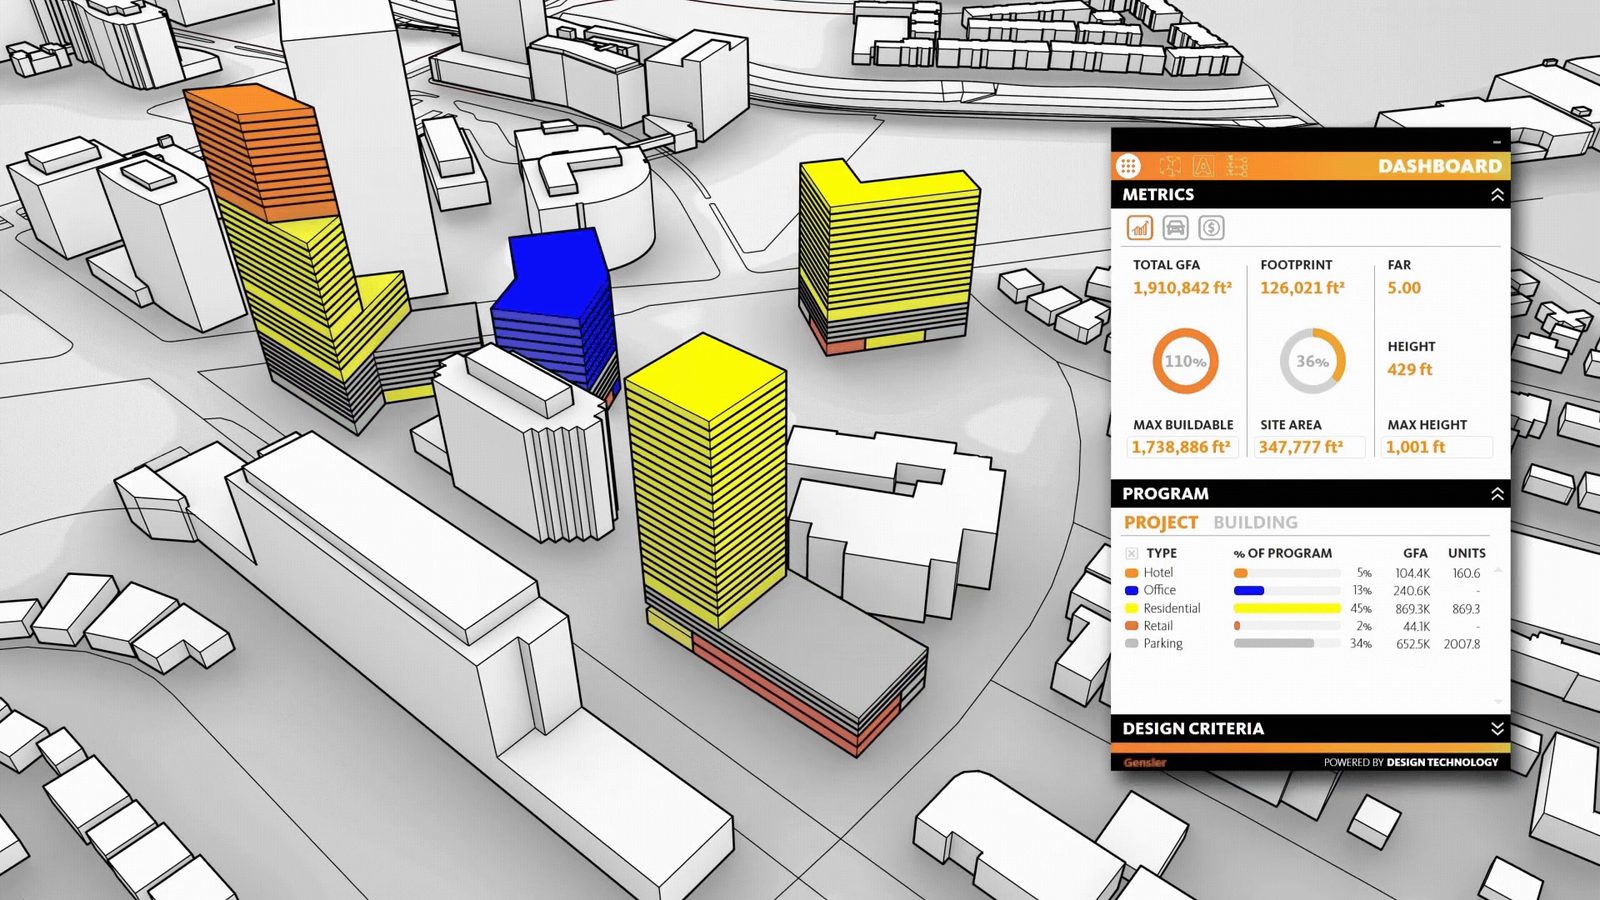 DASHBOARD
METRICS
TOTAL GFA FOOTPRINT FAR
1,910,842 ft² 126,021 ft² 5.00
110% 36% HEIGHT
429 ft
MAX BUILDABLE SITE AREA MAX HEIGHT
1,738,886 ft² 347,777 ft² 1,001 ft
PROGRAM
PROJECT BUILDING
TYPE % OF PROGRAM GFA UNITS
Hotel 5% 104.4K 160.6
Office 13% 240.6K -
Residential 45% 869.3K 869.3
Retail 2% 44.1K -
Parking 34% 652.5K 2007.8
DESIGN CRITERIA
Gensler POWERED BY DESIGN TECHNOLOGY